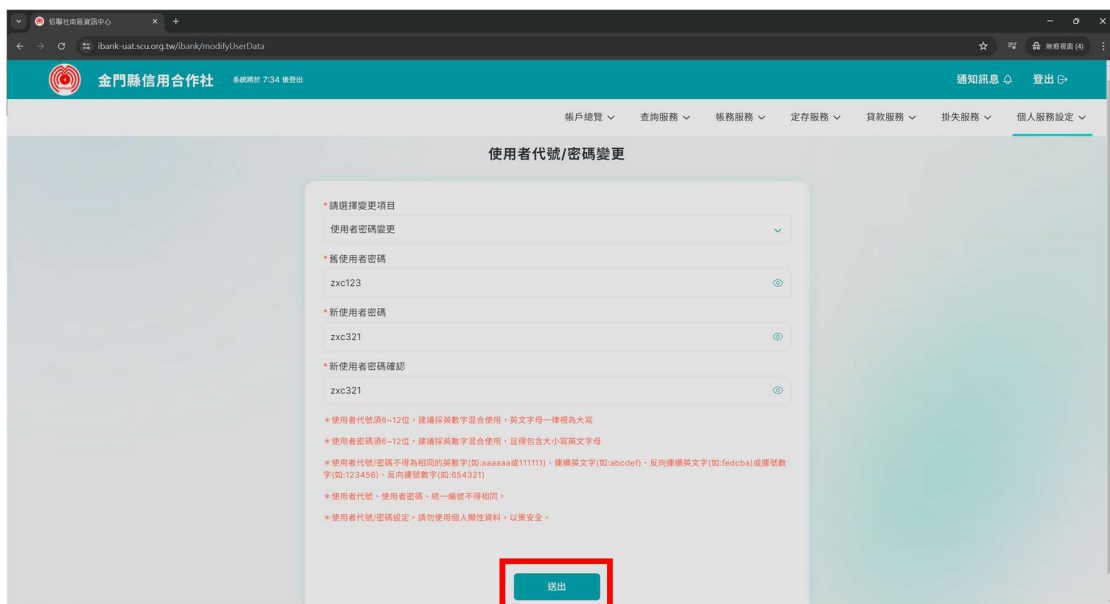 信聯社南區資訊中心
ibank-uat.scu.org.tw/ibank/modifyUserData
無痕視窗 (4)
金門縣信用合作社 系統將於 7:34 後登出 通知訊息 登出
帳戶總覽 查詢服務 帳務服務 定存服務 貸款服務 掛失服務 個人服務設定
使用者代號/密碼變更
*請選擇變更項目
使用者密碼變更
*舊使用者密碼
zxc123
*新使用者密碼
zxc321
*新使用者密碼確認
zxc321
*使用者代號須6~12位,建議採英數字混合使用,英文字母一律視為大寫
*使用者密碼須6~12位,建議採英數字混合使用、且得包含大小寫英文字母
*使用者代號/密碼不得為相同的英數字(如:aaaaaa或111111)、連續英文字(如:abcdef)、反向連續英文字(如:fedcba)或連號數
字(如:123456)、反向連號數字(如:654321)
*使用者代號、使用者密碼、統一編號不得相同。
*使用者代號/密碼設定,請勿使用個人顯性資料,以策安全。
送出